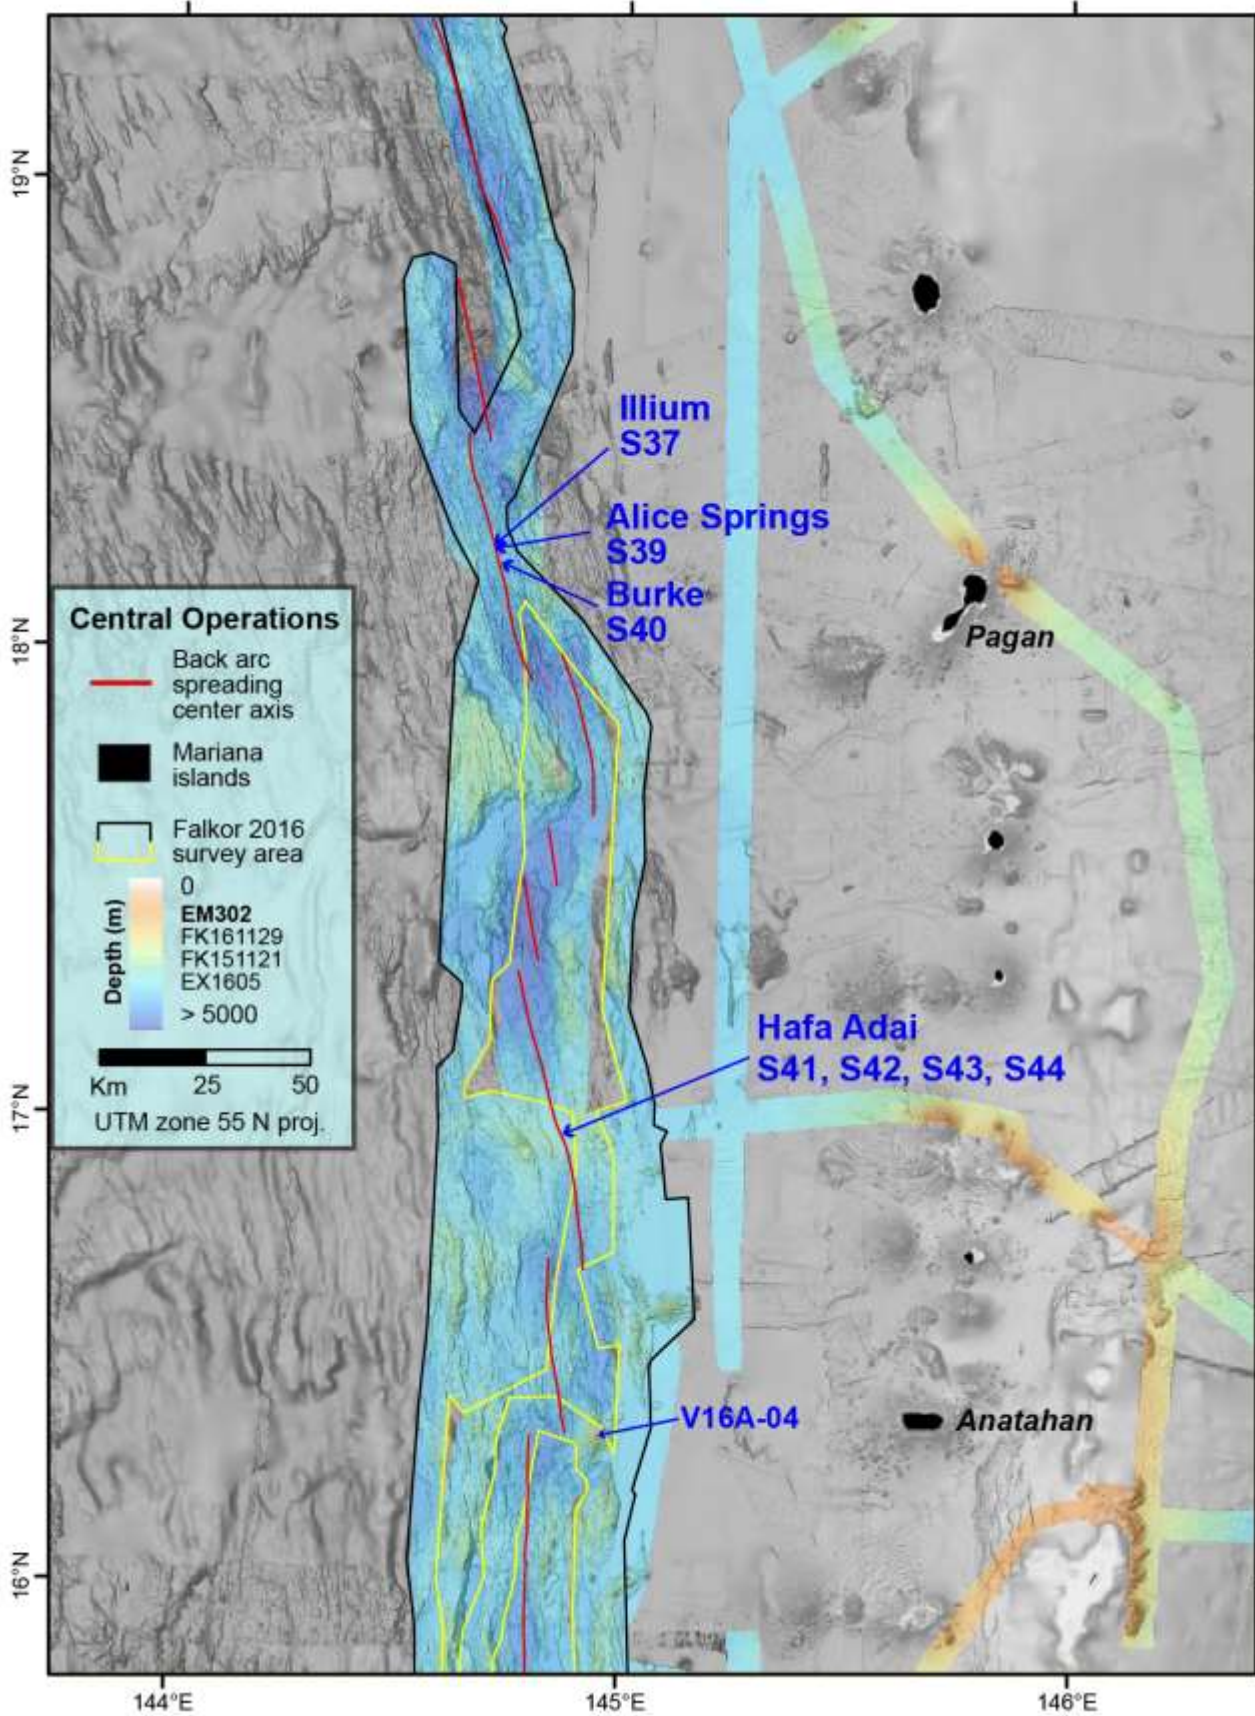 19°N
Illium
S37
Alice Springs
S39
Burke
S40
18°N
Pagan
Central Operations
Back arc
spreading
center axis
Mariana
islands
Falkor 2016
survey area
Depth (m)
0
EM302
FK161129
FK151121
EX1605
> 5000
Km 25 50
UTM zone 55 N proj.
Hafa Adai
S41, S42, S43, S44
17°N
V16A-04
Anatahan
16°N
144°E 145°E 146°E